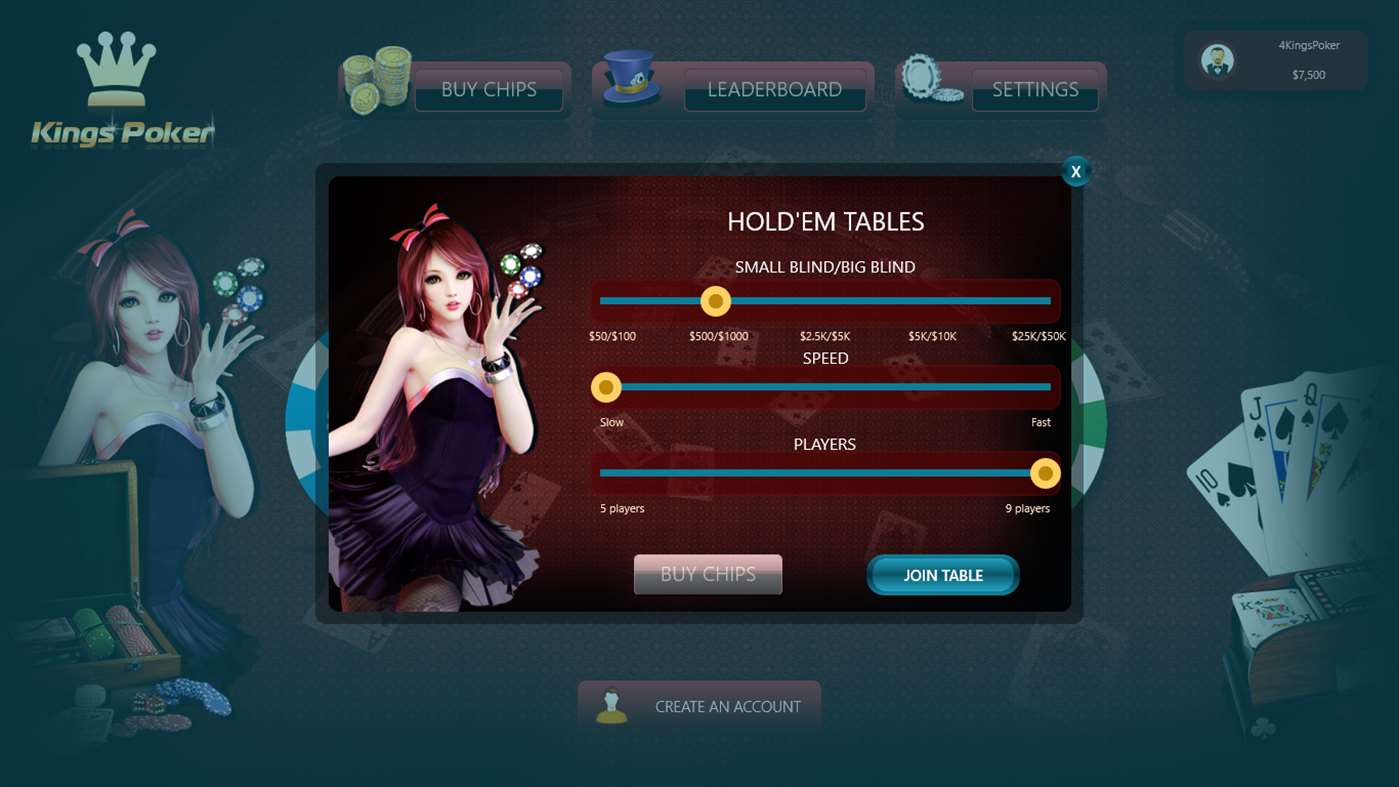 Kings Poker
BUY CHIPS
LEADERBOARD
SETTINGS
4KingsPoker
$7,500
X
HOLD'EM TABLES
SMALL BLIND/BIG BLIND
$50/$100 $500/$1000 $2.5K/$5K $5K/$10K $25K/$50K
SPEED
Slow Fast
PLAYERS
5 players 9 players
BUY CHIPS
JOIN TABLE
CREATE AN ACCOUNT
10
J
Q
K